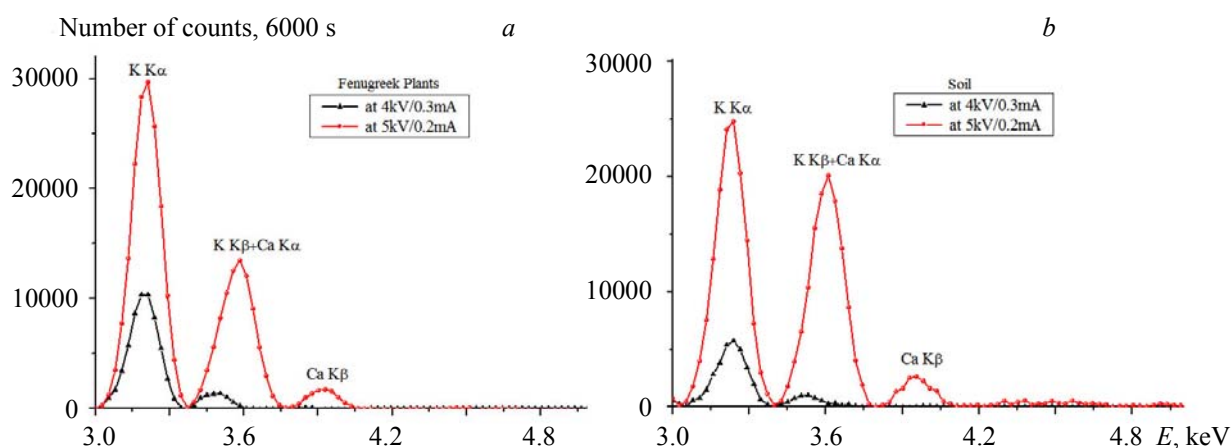 Number of counts, 6000 s
a
b
30000
20000
10000
0
K Kα
K Kβ+Ca Kα
Ca Kβ
Fenugreek Plants
at 4kV/0.3mA
at 5kV/0.2mA
3.0 3.6 4.2 4.8
30000
20000
10000
0
K Kα
K Kβ+Ca Kα
Ca Kβ
Soil
at 4kV/0.3mA
at 5kV/0.2mA
3.0 3.6 4.2 4.8 E, keV